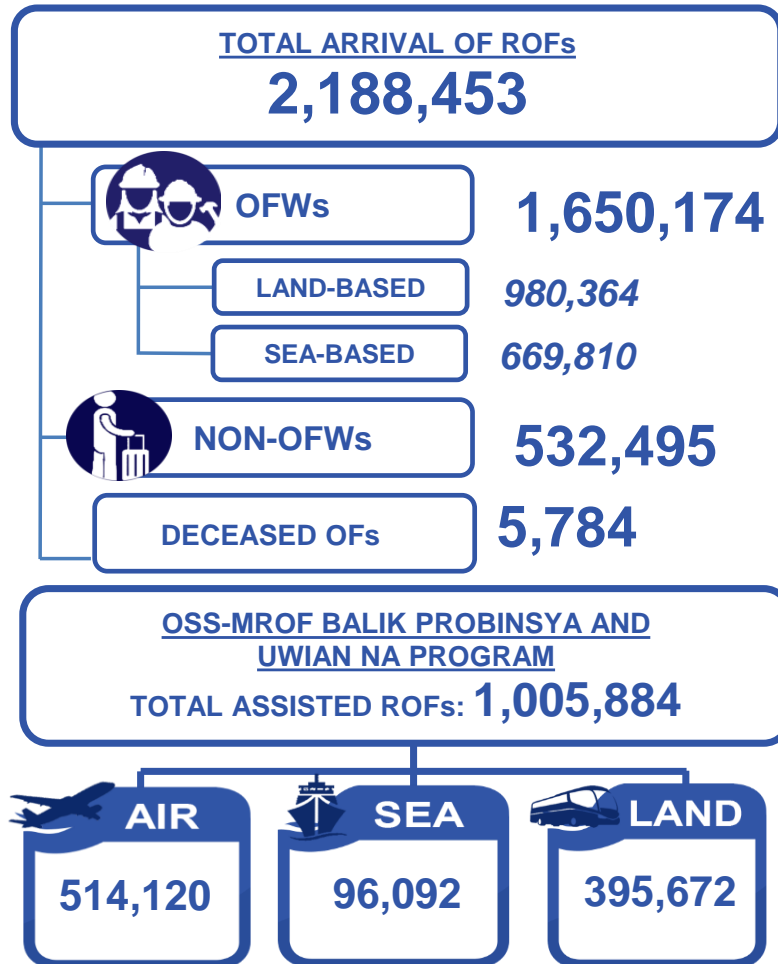 TOTAL ARRIVAL OF ROFs
2,188,453
OFWs 1,650,174
LAND-BASED 980,364
SEA-BASED 669,810
NON-OFWs 532,495
DECEASED OFs 5,784
OSS-MROF BALIK PROBINSYA AND
UWIAN NA PROGRAM
TOTAL ASSISTED ROFs: 1,005,884
AIR
514,120
SEA
96,092
LAND
395,672